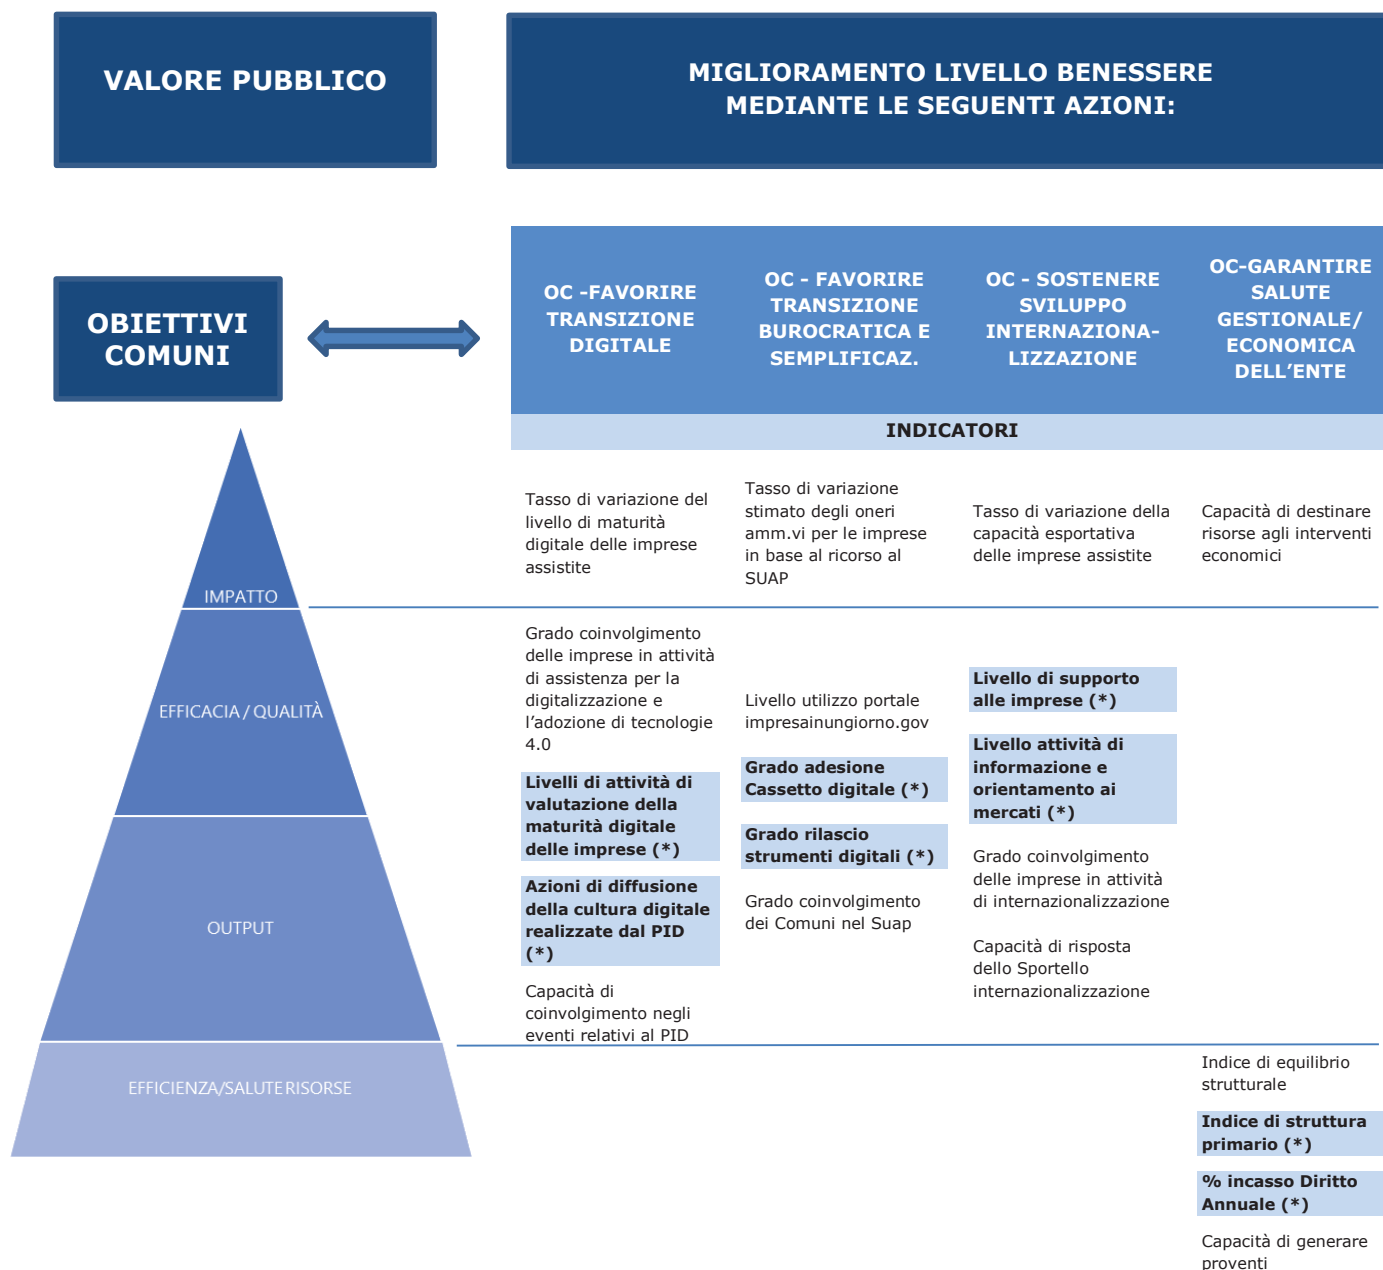 VALORE PUBBLICO
MIGLIORAMENTO LIVELLO BENESSERE
MEDIANTE LE SEGUENTI AZIONI:
OBIETTIVI
COMUNI
OC -FAVORIRE
TRANSIZIONE
DIGITALE
OC - FAVORIRE
TRANSIZIONE
BUROCRATICA E
SEMPLIFICAZ.
OC - SOSTENERE
SVILUPPO
INTERNAZIONA-
LIZZAZIONE
OC-GARANTIRE
SALUTE
GESTIONALE/
ECONOMICA
DELL’ENTE
INDICATORI
IMPATTO
Tasso di variazione del
livello di maturità
digitale delle imprese
assistite
Tasso di variazione
stimato degli oneri
amm.vi per le imprese
in base al ricorso al
SUAP
Tasso di variazione della
capacità esportativa
delle imprese assistite
Capacità di destinare
risorse agli interventi
economici
EFFICACIA / QUALITÀ
OUTPUT
Grado coinvolgimento
delle imprese in attività
di assistenza per la
digitalizzazione e
l’adozione di tecnologie
4.0
Livelli di attività di
valutazione della
maturità digitale
delle imprese (*)
Azioni di diffusione
della cultura digitale
realizzate dal PID
(*)
Capacità di
coinvolgimento negli
eventi relativi al PID
Livello utilizzo portale
impresainungiorno.gov
Grado adesione
Cassetto digitale (*)
Grado rilascio
strumenti digitali (*)
Grado coinvolgimento
dei Comuni nel Suap
Livello di supporto
alle imprese (*)
Livello attività di
informazione e
orientamento ai
mercati (*)
Grado coinvolgimento
delle imprese in attività
di internazionalizzazione
Capacità di risposta
dello Sportello
internazionalizzazione
EFFICIENZA/SALUTE RISORSE
Indice di equilibrio
strutturale
Indice di struttura
primario (*)
% incasso Diritto
Annuale (*)
Capacità di generare
proventi